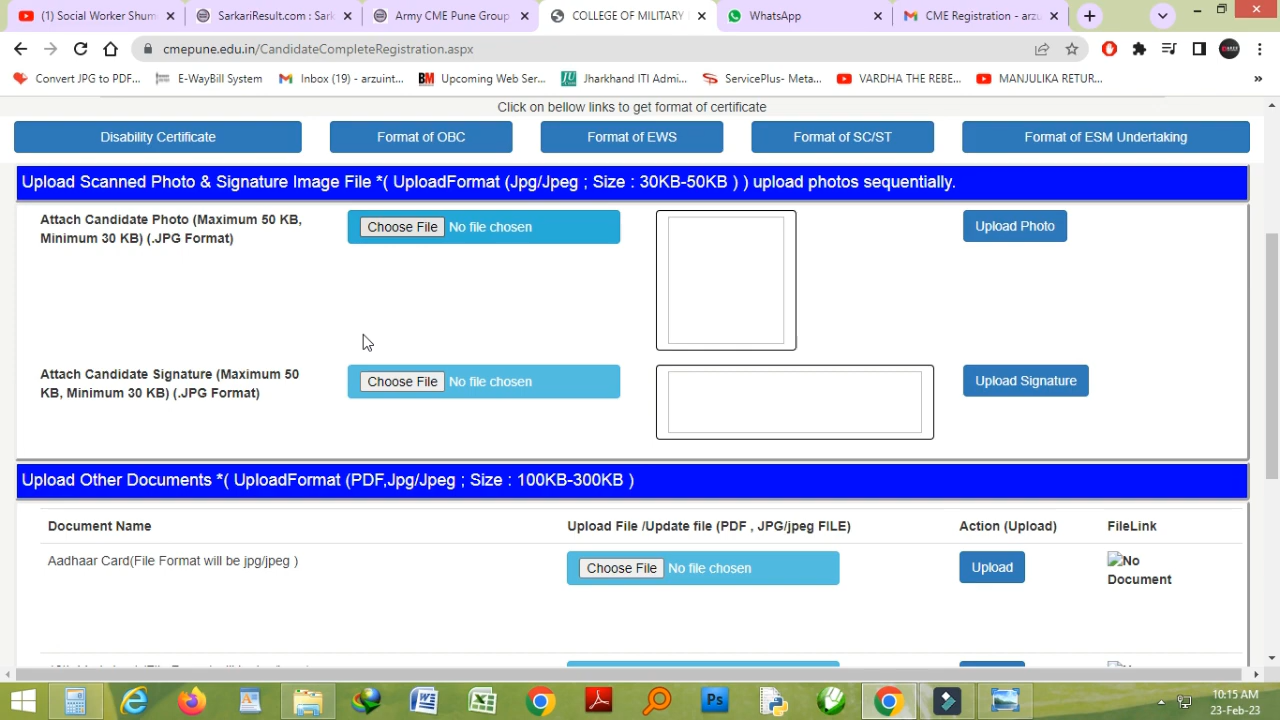 (1) Social Worker Shum
SarkariResult.com : Sark
Army CME Pune Group
COLLEGE OF MILITARY
WhatsApp
CME Registration - arzu
cmepune.edu.in/CandidateCompleteRegistration.aspx
Convert JPG to PDF...
E-WayBill System
Inbox (19) - arzuint...
Upcoming Web Ser...
Jharkhand ITI Admi...
ServicePlus- Meta...
VARDHA THE REBE...
MANJULIKA RETUR...
»
Click on bellow links to get format of certificate
Disability Certificate
Format of OBC
Format of EWS
Format of SC/ST
Format of ESM Undertaking
Upload Scanned Photo & Signature Image File *( UploadFormat (Jpg/Jpeg ; Size : 30KB-50KB ) ) upload photos sequentially.
Attach Candidate Photo (Maximum 50 KB,
Minimum 30 KB) (.JPG Format)
Choose File No file chosen
Upload Photo
Attach Candidate Signature (Maximum 50
KB, Minimum 30 KB) (.JPG Format)
Choose File No file chosen
Upload Signature
Upload Other Documents *( UploadFormat (PDF,Jpg/Jpeg ; Size : 100KB-300KB )
Document Name
Upload File /Update file (PDF , JPG/jpeg FILE)
Action (Upload)
FileLink
Aadhaar Card(File Format will be jpg/jpeg )
Choose File No file chosen
Upload
No
Document
10:15 AM
23-Feb-23